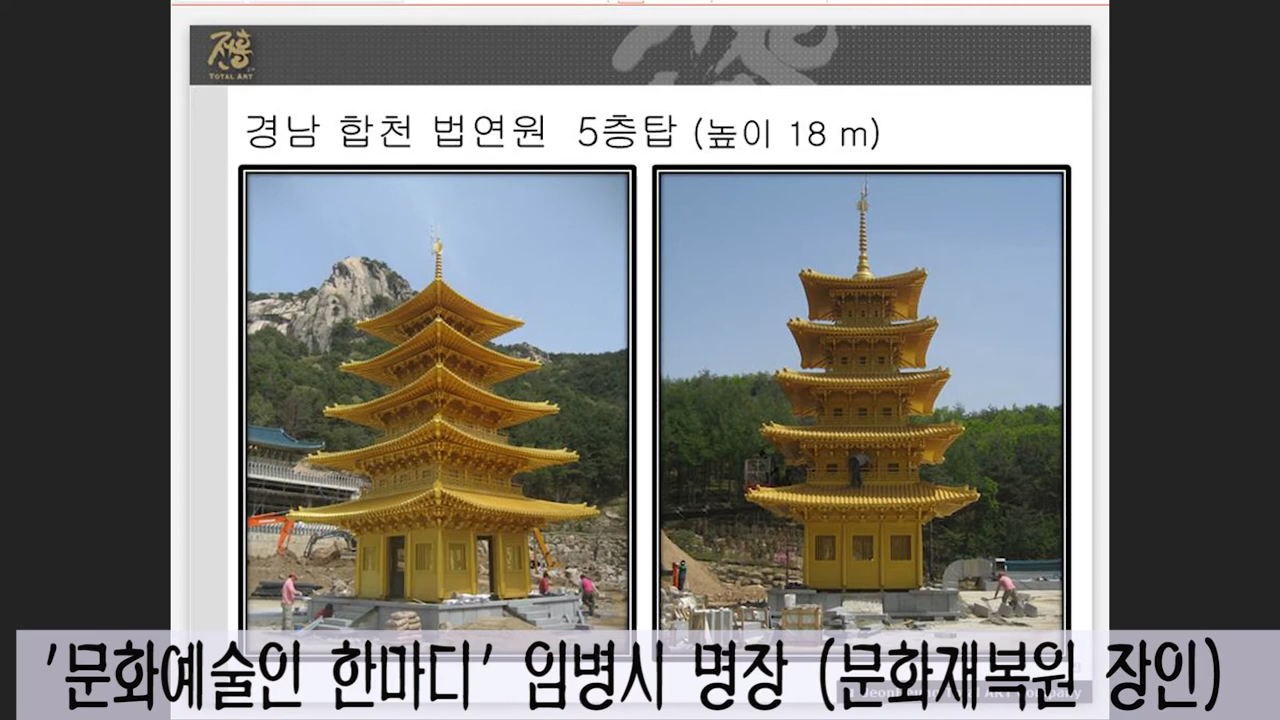 전흥
TOTAL ART
경남 합천 법연원 5층탑 (높이 18 m)
'문화예술인 한마디' 임병시 명장 (문화재복원 장인)